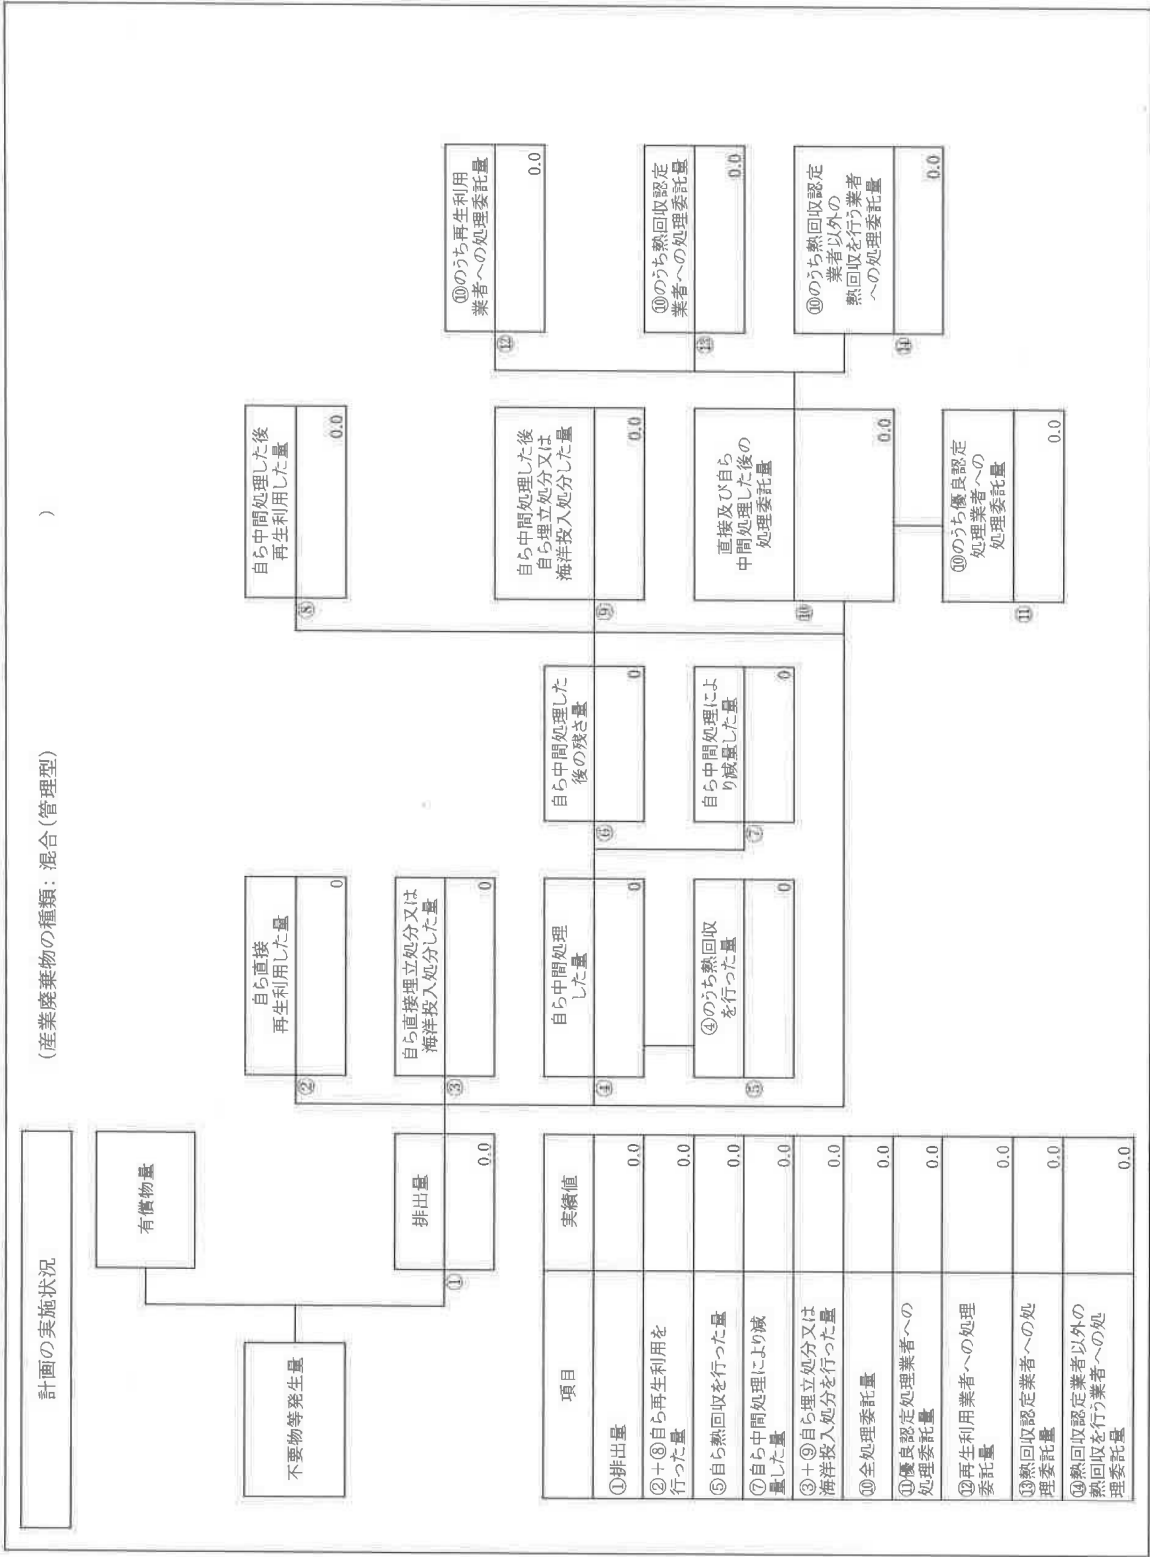 計画の実施状況
(産業廃棄物の種類: 混合(管理型)
)
有償物量
不要物等発生量
①
排出量
0.0
②
自ら直接
再生利用した量
0
③
自ら直接埋立処分又は
海洋投入処分した量
0
④
自ら中間処理
した量
0
⑤
④のうち熱回収
を行った量
0
⑥
自ら中間処理した
後の残さ量
0
⑦
自ら中間処理によ
り減量した量
0
⑧
自ら中間処理した後
再生利用した量
0.0
⑨
自ら中間処理した後
自ら埋立処分又は
海洋投入処分した量
0.0
⑩
直接及び自ら
中間処理した後の
処理委託量
0.0
⑪
⑩のうち優良認定
処理業者への
処理委託量
0.0
⑫
⑩のうち再生利用
業者への処理委託量
0.0
⑬
⑩のうち熱回収認定
業者への処理委託量
0.0
⑭
⑩のうち熱回収認定
業者以外の
熱回収を行う業者
への処理委託量
0.0
項目 実績値
①排出量 0.0
②+⑧自ら再生利用を
行った量 0.0
⑤自ら熱回収を行った量 0.0
⑦自ら中間処理により減
量した量 0.0
③+⑨自ら埋立処分又は
海洋投入処分を行った量 0.0
⑩全処理委託量 0.0
⑪優良認定処理業者への
処理委託量 0.0
⑫再生利用業者への処理
委託量 0.0
⑬熱回収認定業者への処
理委託量 0.0
⑭熱回収認定業者以外の
熱回収を行う業者への処
理委託量 0.0